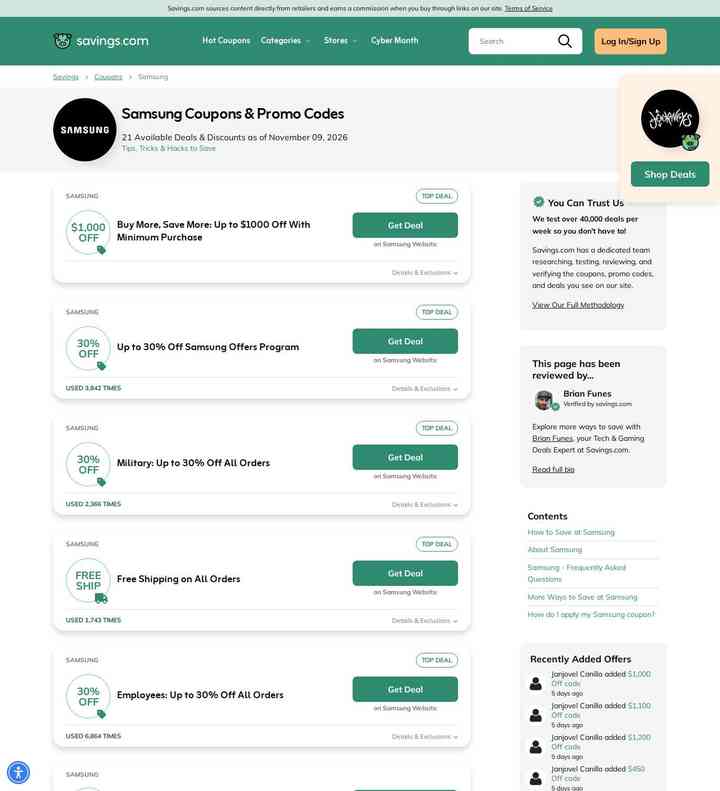 Savings.com sources content directly from retailers and earns a commission when you buy through links on our site. Terms of Service
savings.com
Hot Coupons Categories Stores Cyber Month
Search
Log In/Sign Up
Savings > Coupons > Samsung
SAMSUNG
Samsung Coupons & Promo Codes
21 Available Deals & Discounts as of November 09, 2026
Tips, Tricks & Hacks to Save
Journeys
Shop Deals
SAMSUNG
TOP DEAL
$1,000
OFF
Buy More, Save More: Up to $1000 Off With
Minimum Purchase
Get Deal
on Samsung Website
Details & Exclusions
SAMSUNG
TOP DEAL
30%
OFF
Up to 30% Off Samsung Offers Program
Get Deal
on Samsung Website
USED 3,842 TIMES
Details & Exclusions
SAMSUNG
TOP DEAL
30%
OFF
Military: Up to 30% Off All Orders
Get Deal
on Samsung Website
USED 2,366 TIMES
Details & Exclusions
SAMSUNG
TOP DEAL
FREE
SHIP
Free Shipping on All Orders
Get Deal
on Samsung Website
USED 1,743 TIMES
Details & Exclusions
SAMSUNG
TOP DEAL
30%
OFF
Employees: Up to 30% Off All Orders
Get Deal
on Samsung Website
USED 6,864 TIMES
Details & Exclusions
SAMSUNG
You Can Trust Us
We test over 40,000 deals per
week so you don't have to!
Savings.com has a dedicated team
researching, testing, reviewing, and
verifying the coupons, promo codes,
and deals you see on our site.
View Our Full Methodology
This page has been
reviewed by...
Brian Funes
Verified by savings.com
Explore more ways to save with
Brian Funes, your Tech & Gaming
Deals Expert at Savings.com.
Read full bio
Contents
How to Save at Samsung
About Samsung
Samsung - Frequently Asked
Questions
More Ways to Save at Samsung
How do I apply my Samsung coupon?
Recently Added Offers
Janjovel Canilla added $1,000
Off code
5 days ago
Janjovel Canilla added $1,100
Off code
5 days ago
Janjovel Canilla added $1,200
Off code
5 days ago
Janjovel Canilla added $450
Off code
5 days ago